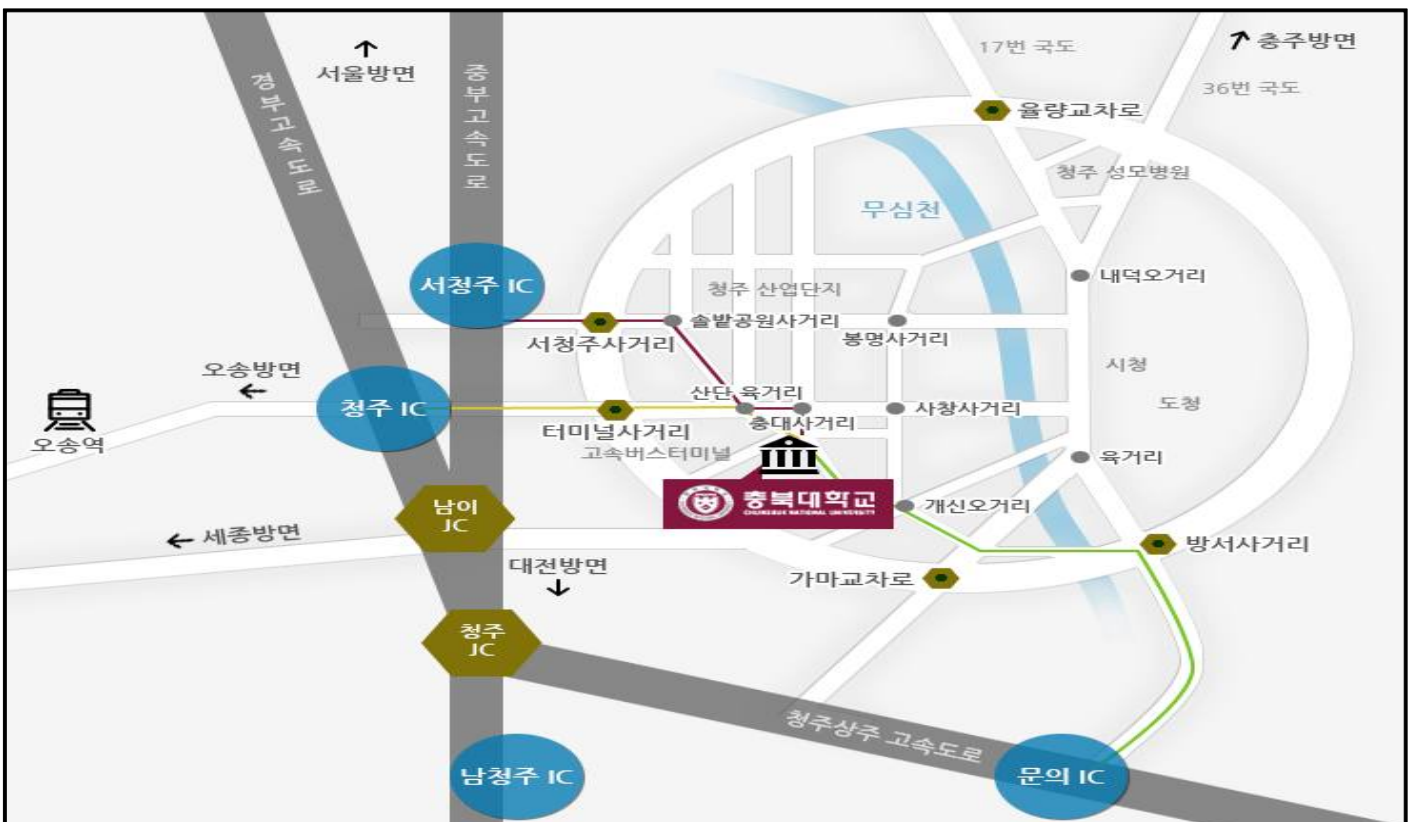 17번 국도
충주방면
서울방면
경부고속도로
중부고속도로
36번 국도
율량교차로
청주 성모병원
무심천
서청주 IC
내덕오거리
청주 산업단지
솔밭공원사거리
서청주사거리
봉명사거리
오송방면
시청
산단 육거리
청주 IC
사창사거리
도청
충대사거리
터미널사거리
오송역
고속버스터미널
육거리
충북대학교
CHUNGBUK NATIONAL UNIVERSITY
개신오거리
남이
JC
세종방면
방서사거리
대전방면
가마교차로
청주
JC
청주상주 고속도로
남청주 IC
문의 IC